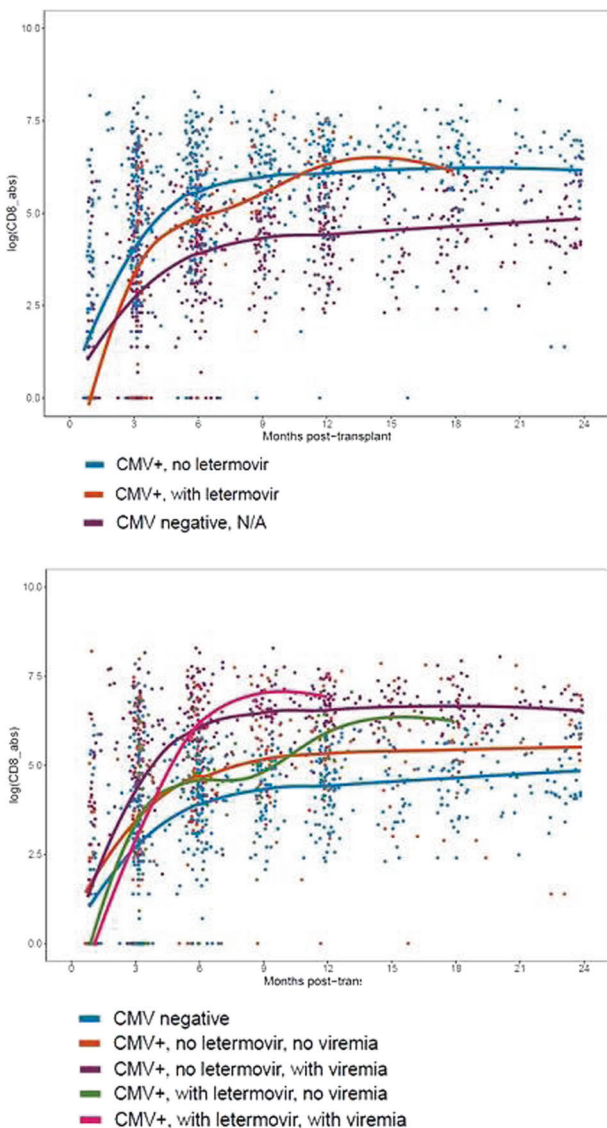 10.0
7.5
log(CD8_abs)
5.0
2.5
0.0
0 3 6 9 12 15 18 21 24
Months post-transplant
CMV+, no letermovir
CMV+, with letermovir
CMV negative, N/A
10.0
7.5
log(CD8_abs)
5.0
2.5
0.0
0 3 6 9 12 15 18 21 24
Months post-trans
CMV negative
CMV+, no letermovir, no viremia
CMV+, no letermovir, with viremia
CMV+, with letermovir, no viremia
CMV+, with letermovir, with viremia